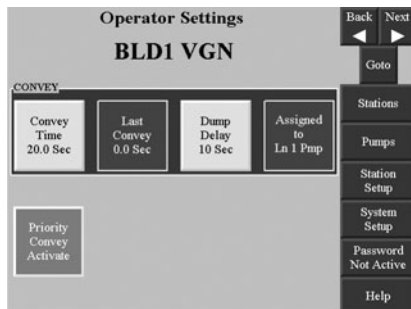 Operator Settings
BLD1 VGN
Back Next
Goto
CONVEY
Convey
Time
20.0 Sec
Last
Convey
0.0 Sec
Dump
Delay
10 Sec
Assigned
to
Ln 1 Pmp
Priority
Convey
Activate
Stations
Pumps
Station
Setup
System
Setup
Password
Not Active
Help